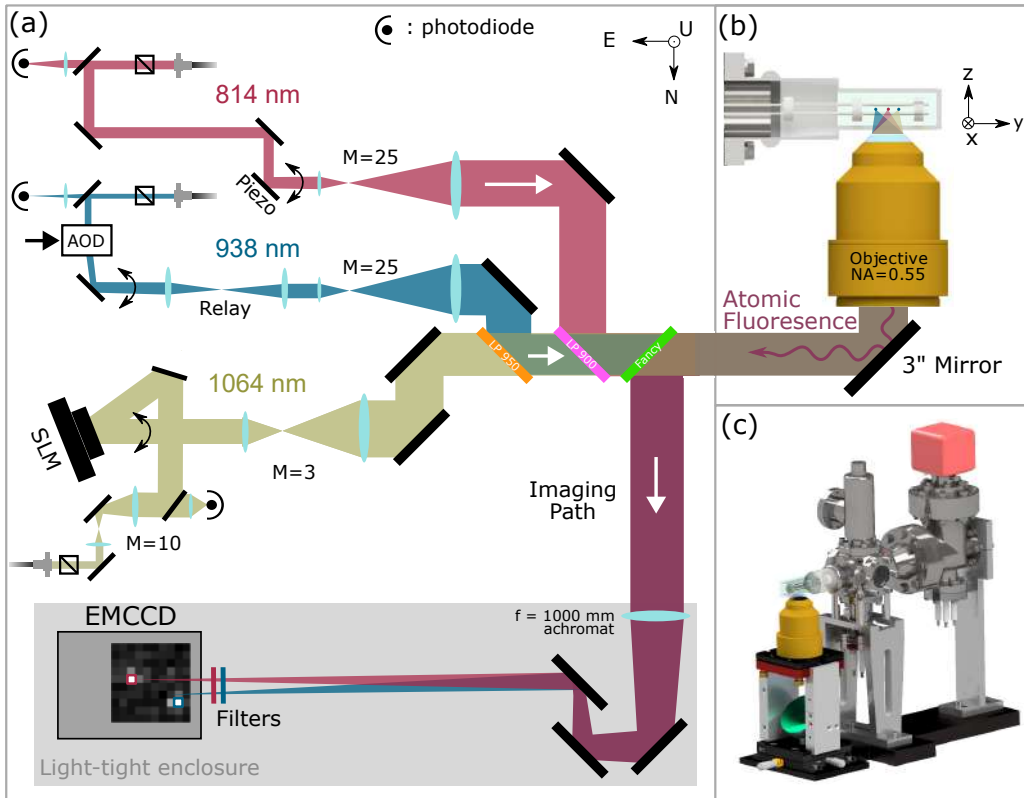 (a)
: photodiode
E
U
N
814 nm
M=25
Piezo
AOD
938 nm
M=25
Relay
LP 950
LP 900
Fancy
1064 nm
SLM
M=3
M=10
Imaging
Path
f = 1000 mm
achromat
EMCCD
Filters
Light-tight enclosure
(b)
z
y
x
Objective
NA=0.55
Atomic
Fluoresence
3" Mirror
(c)